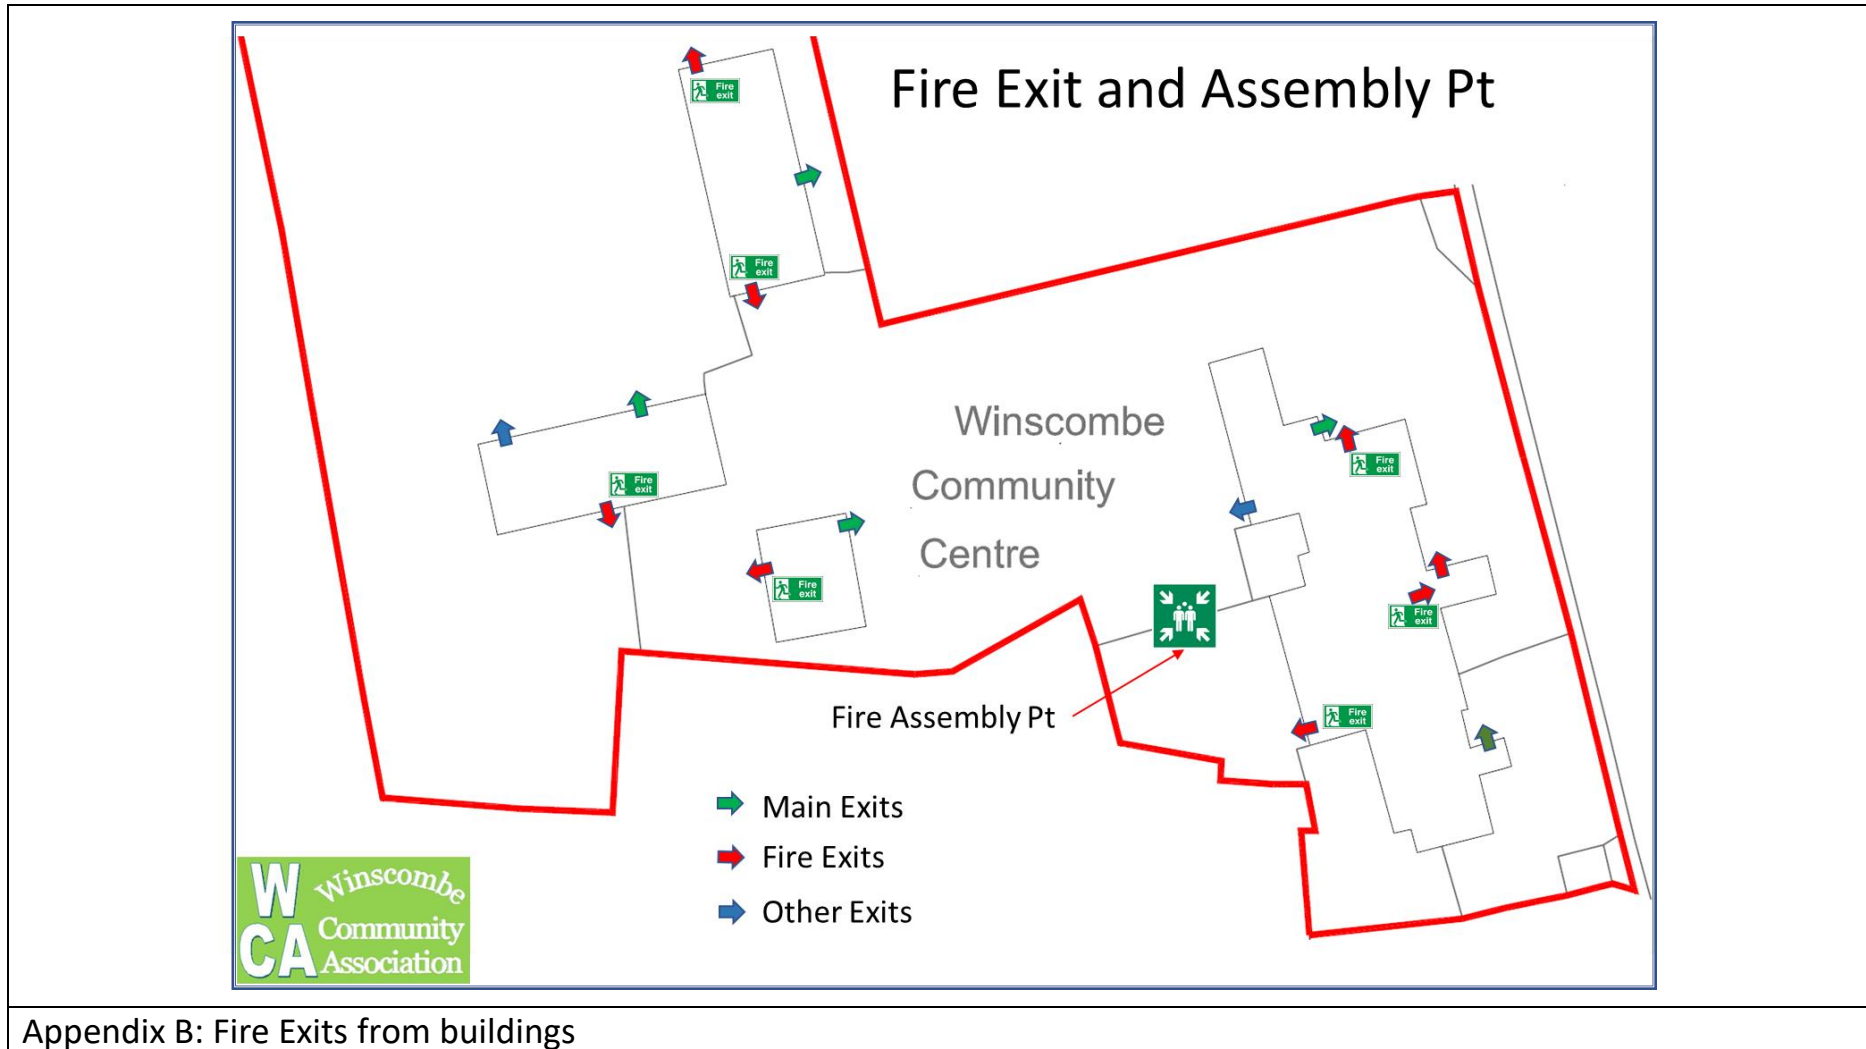 Fire Exit and Assembly Pt
Fire
exit
Fire
exit
Winscombe
Community
Centre
Fire
exit
Fire
exit
Fire
exit
Fire
exit
Fire
exit
Fire Assembly Pt
Main Exits
Fire Exits
Other Exits
W
CA
Winscombe
Community
Association
Appendix B: Fire Exits from buildings